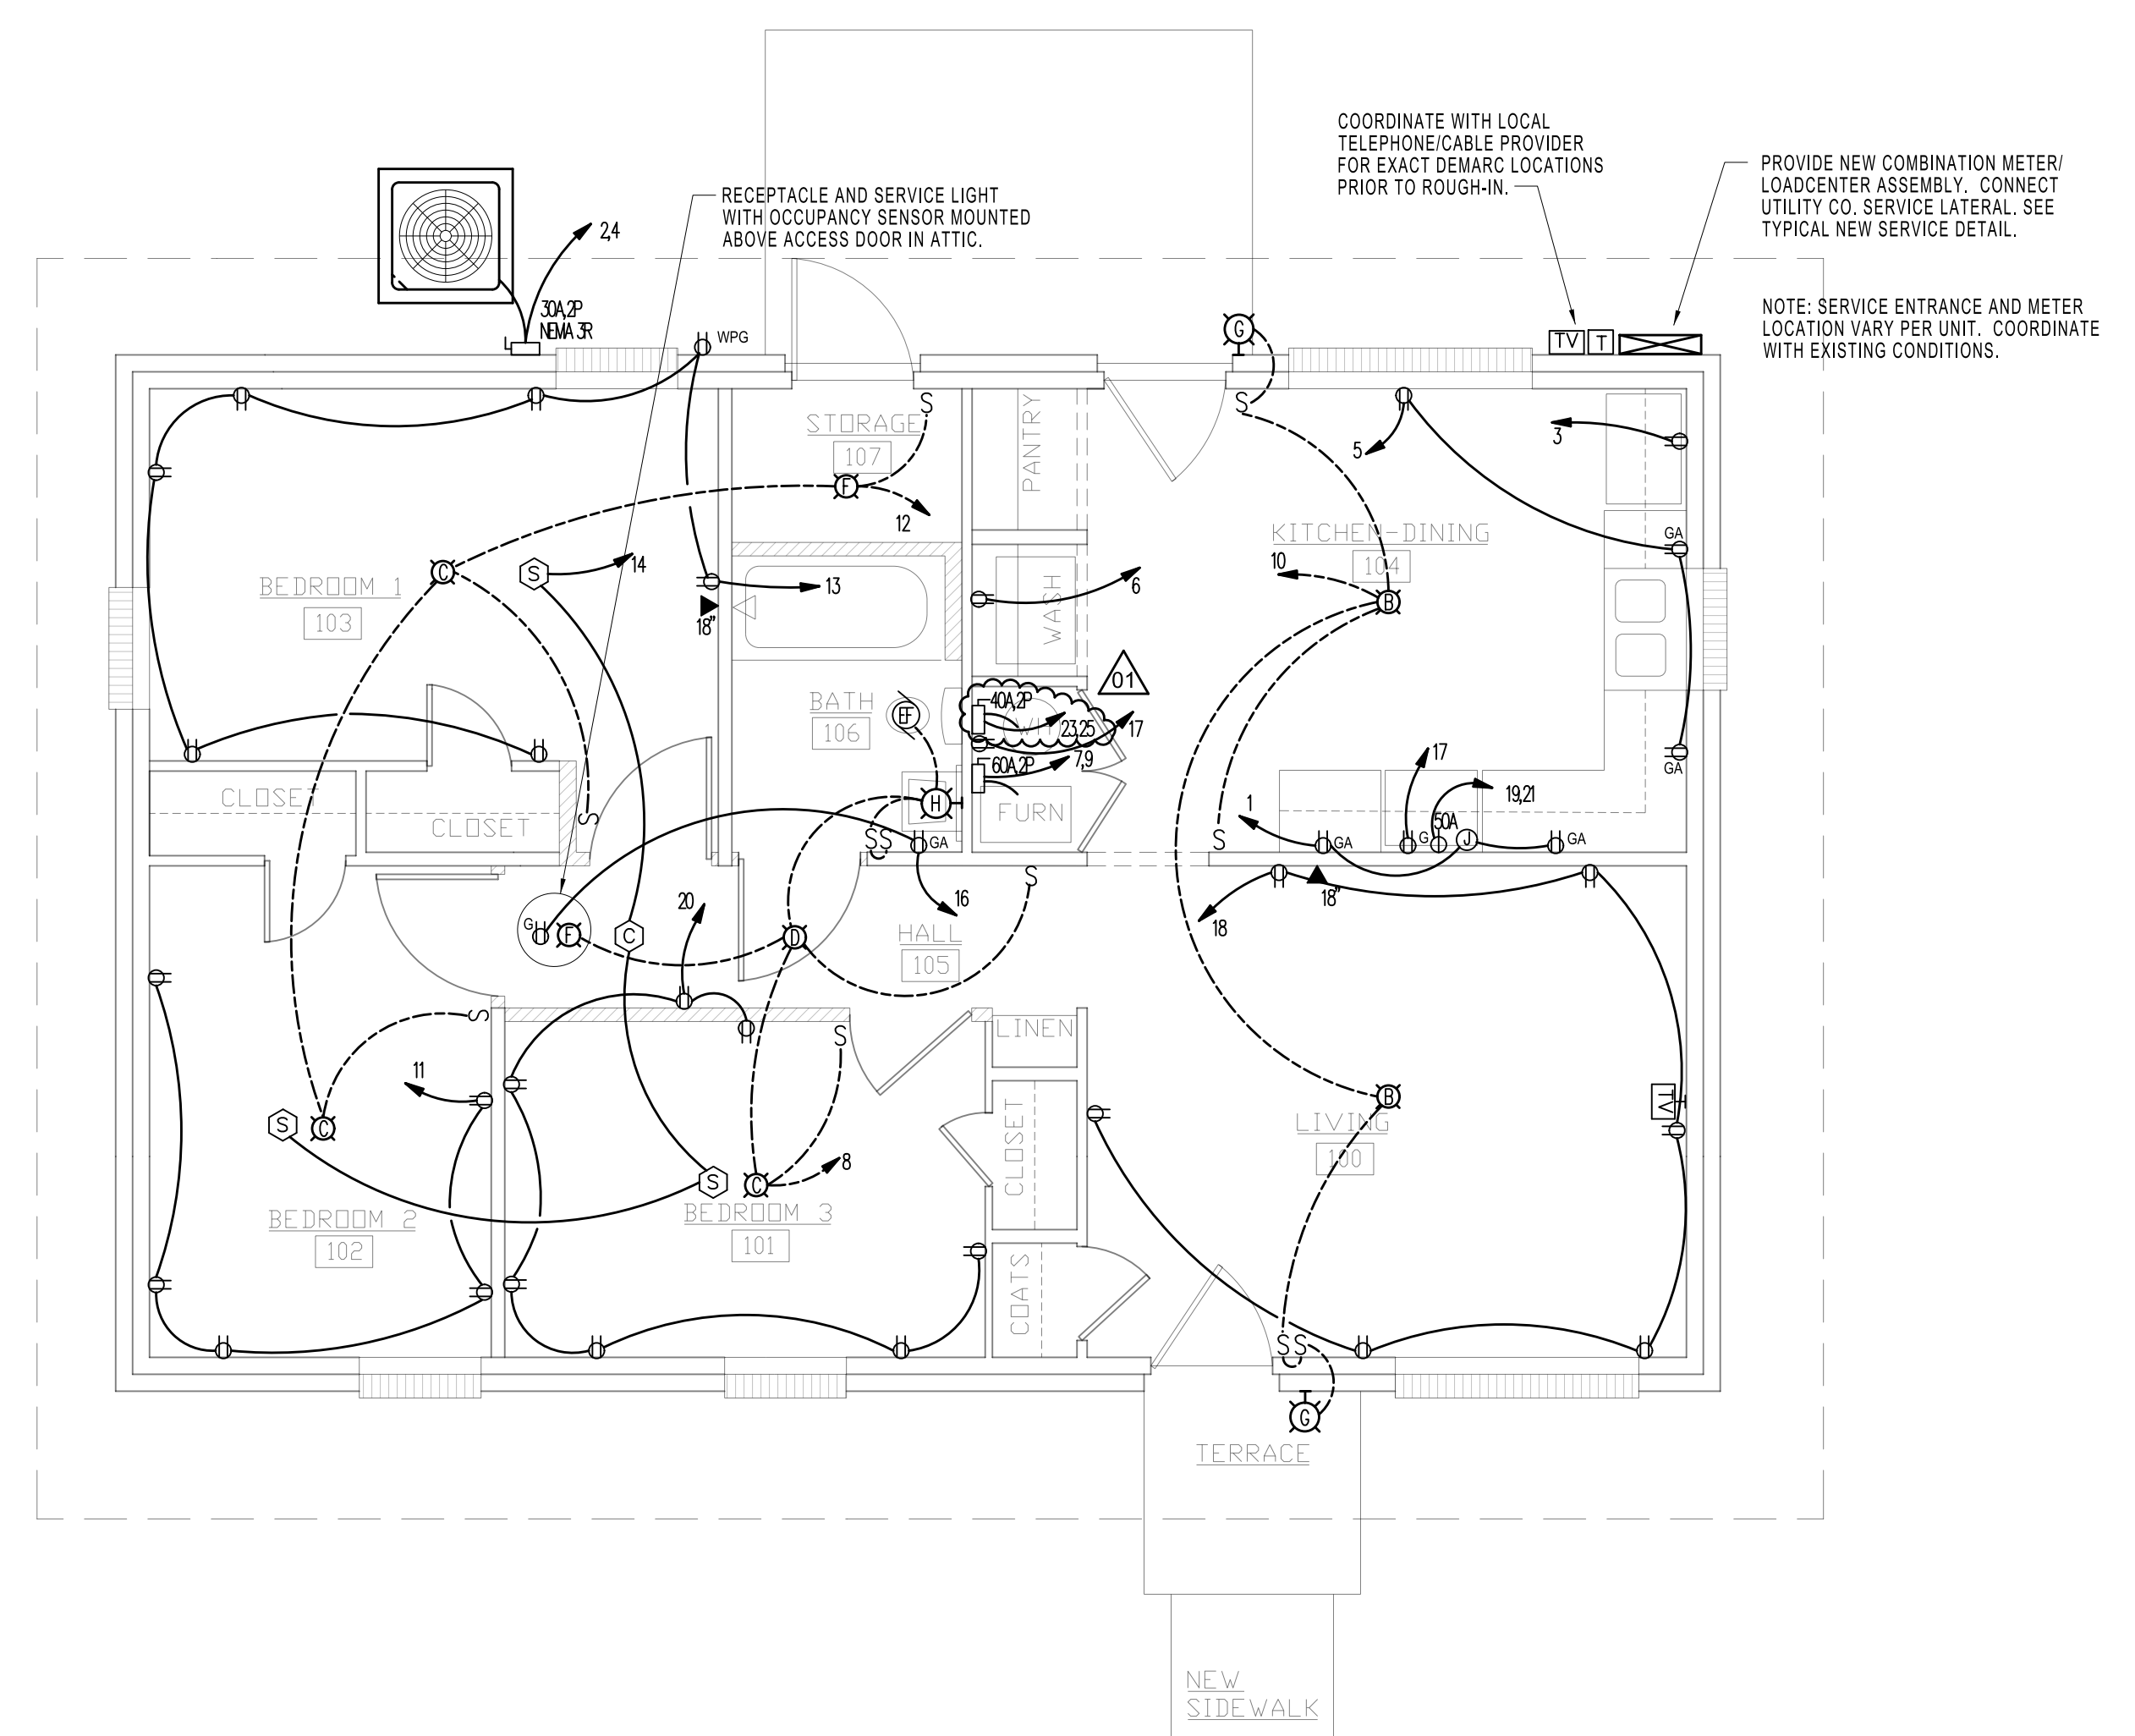 COORDINATE WITH LOCAL
TELEPHONE/CABLE PROVIDER
FOR EXACT DEMARC LOCATIONS
PRIOR TO ROUGH-IN.
PROVIDE NEW COMBINATION METER/
LOADCENTER ASSEMBLY. CONNECT
UTILITY CO. SERVICE LATERAL. SEE
TYPICAL NEW SERVICE DETAIL.
RECEPTACLE AND SERVICE LIGHT
WITH OCCUPANCY SENSOR MOUNTED
ABOVE ACCESS DOOR IN ATTIC.
2,4
30A,2P
NEMA 3R
WPG
G
TV
T
NOTE: SERVICE ENTRANCE AND METER
LOCATION VARY PER UNIT. COORDINATE
WITH EXISTING CONDITIONS.
S
STORAGE
107
F
12
PANTRY
S
5
3
KITCHEN-DINING
104
10
B
GA
GA
BEDROOM 1
103
C
S
14
13
18"
WASH
6
01
BATH
106
EF
40A,2P
WH
23,25
17
7,9
60A,2P
FURN
H
SS
GA
16
CLOSET
CLOSET
S
S
1
GA
17
G
50A
J
19,21
GA
18
18"
G
F
C
20
D
HALL
105
S
S
S
LINEN
11
S
C
BEDROOM 2
102
S
C
8
BEDROOM 3
101
CLOSET
COATS
B
LIVING
100
TV
SS
G
TERRACE
NEW
SIDEWALK